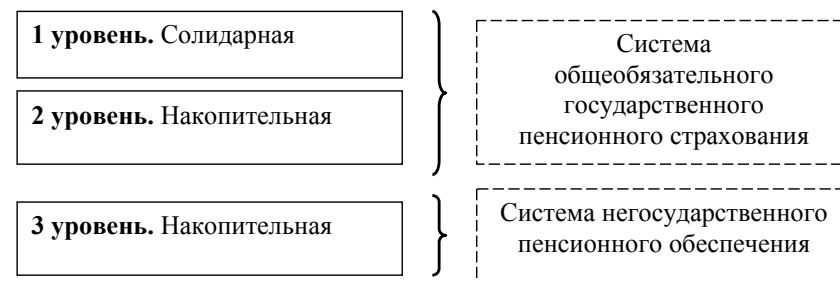 1 уровень. Солидарная
2 уровень. Накопительная
Система
общеобязательного
государственного
пенсионного страхования
3 уровень. Накопительная
Система негосударственного
пенсионного обеспечения